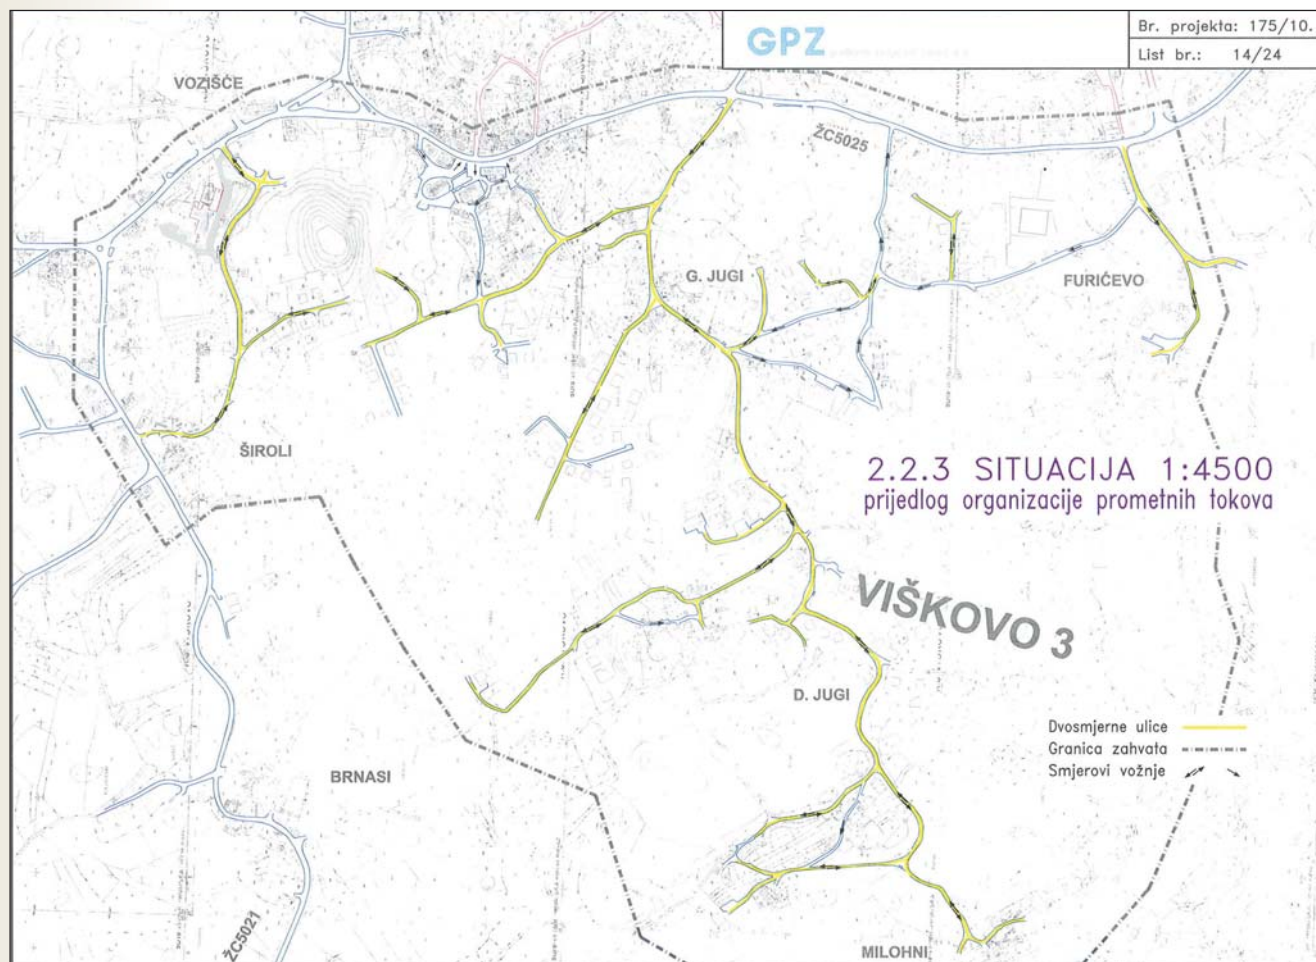 GPZ
Br. projekta: 175/10.
List br.: 14/24
VOZIŠĆE
ŽC5025
G. JUGI
FURIĆEVO
ŠIROLI
2.2.3 SITUACIJA 1:4500
prijedlog organizacije prometnih tokova
VIŠKOVO 3
D. JUGI
Dvosmjerne ulice
Granica zahvata
Smjerovi vožnje
BRNASI
ŽC5021
MILOHNI